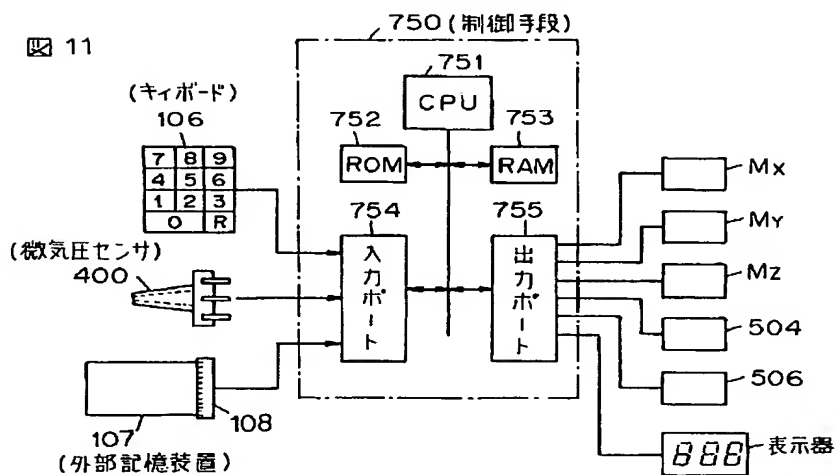 図 11
750 (制御手段)
751
CPU
752
ROM
753
RAM
754
入力ポート
755
出力ポート
(キィボード)
106
7 8 9
4 5 6
1 2 3
0 R
(微気圧センサ)
400
107
108
(外部記憶装置)
Mx
MY
MZ
504
506
888
表示器